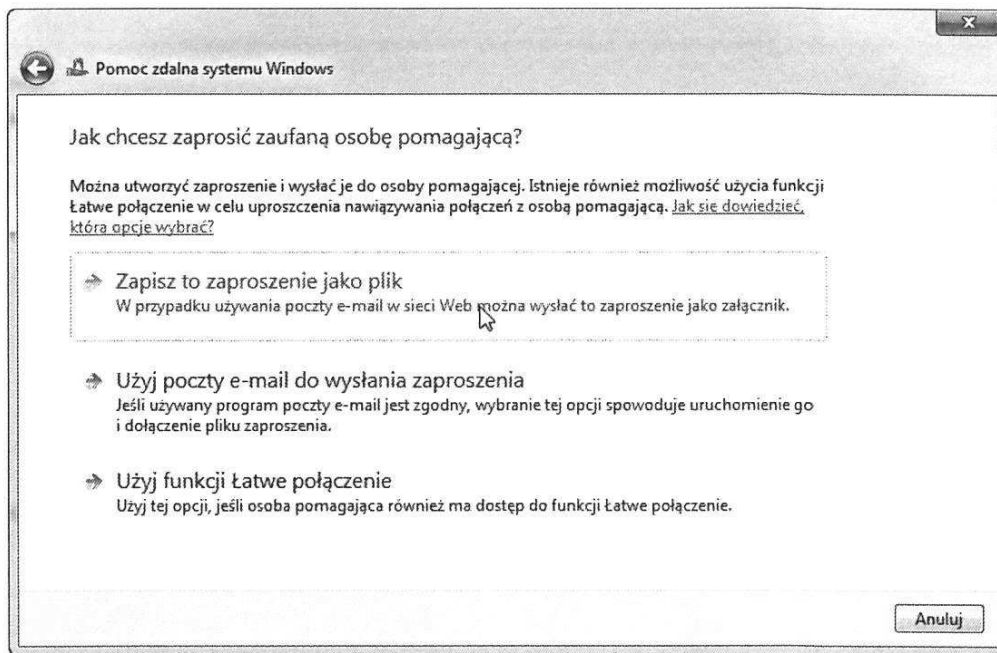 Pomoc zdalna systemu Windows
Jak chcesz zaprosić zaufaną osobę pomagającą?
Można utworzyć zaproszenie i wysłać je do osoby pomagającej. Istnieje również możliwość użycia funkcji
Łatwe połączenie w celu uproszczenia nawiązywania połączeń z osobą pomagającą. Jak się dowiedzieć,
którą opcję wybrać?
Zapisz to zaproszenie jako plik
W przypadku używania poczty e-mail w sieci Web można wysłać to zaproszenie jako załącznik.
Użyj poczty e-mail do wysłania zaproszenia
Jeśli używany program poczty e-mail jest zgodny, wybranie tej opcji spowoduje uruchomienie go
i dołączenie pliku zaproszenia.
Użyj funkcji Łatwe połączenie
Użyj tej opcji, jeśli osoba pomagająca również ma dostęp do funkcji Łatwe połączenie.
Anuluj